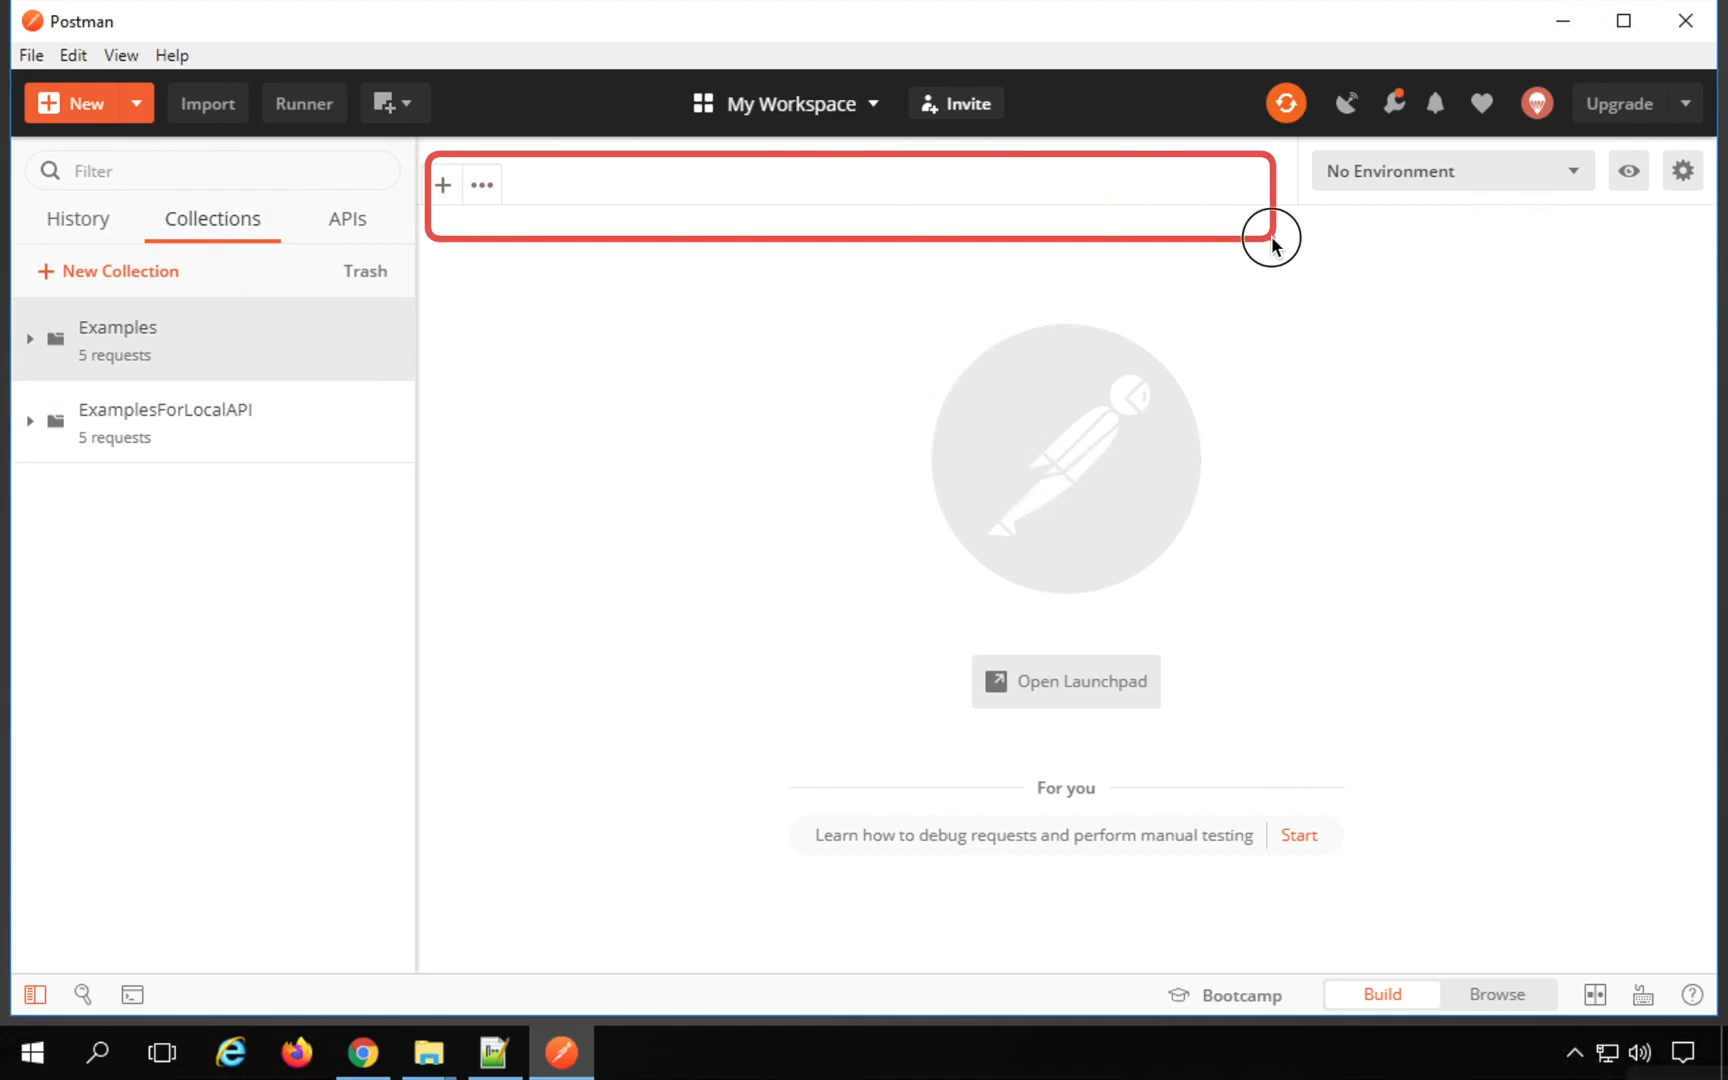 Postman
File Edit View Help
New Import Runner My Workspace Invite Upgrade
Filter
No Environment
History Collections APIs
New Collection Trash
Examples
5 requests
ExamplesForLocalAPI
5 requests
Open Launchpad
For you
Learn how to debug requests and perform manual testing Start
Bootcamp Build Browse